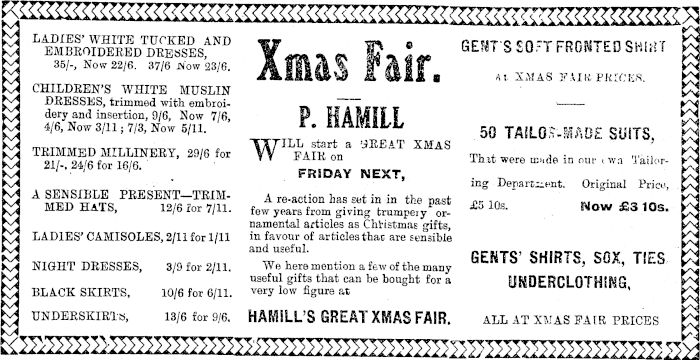 LADIES' WHITE TUCKED AND
EMBROIDERED DRESSES,
35/-, Now 22/6. 37/6 Now 23/6.
CHILDREN'S WHITE MUSLIN
DRESSES, trimmed with embroi-
dery and insertion, 9/6, Now 7/6,
4/6, Now 3/11; 7/3, Now 5/11.
TRIMMED MILLINERY, 29/6 for
21/-, 24/6 for 16/6.
A SENSIBLE PRESENT—TRIM-
MED HATS, 12/6 for 7/11.
LADIES' CAMISOLES, 2/11 for 1/11
NIGHT DRESSES, 3/9 for 2/11.
BLACK SKIRTS, 10/6 for 6/11.
UNDERSKIRTS, 13/6 for 9/6.
Xmas Fair.
P. HAMILL
WILL start a GREAT XMAS
FAIR on
FRIDAY NEXT,
A re-action has set in in the past
few years from giving trumpery or-
namental articles as Christmas gifts,
in favour of articles that are sensible
and useful.
We here mention a few of the many
useful gifts that can be bought for a
very low figure at
HAMILL'S GREAT XMAS FAIR.
GENT'S SOFT FRONTED SHIRT
AT XMAS FAIR PRICES.
50 TAILOR-MADE SUITS,
That were made in our own Tailor-
ing Department. Original Price,
£5 10s. Now £3 10s.
GENTS' SHIRTS, SOX, TIES
UNDERCLOTHING,
ALL AT XMAS FAIR PRICES